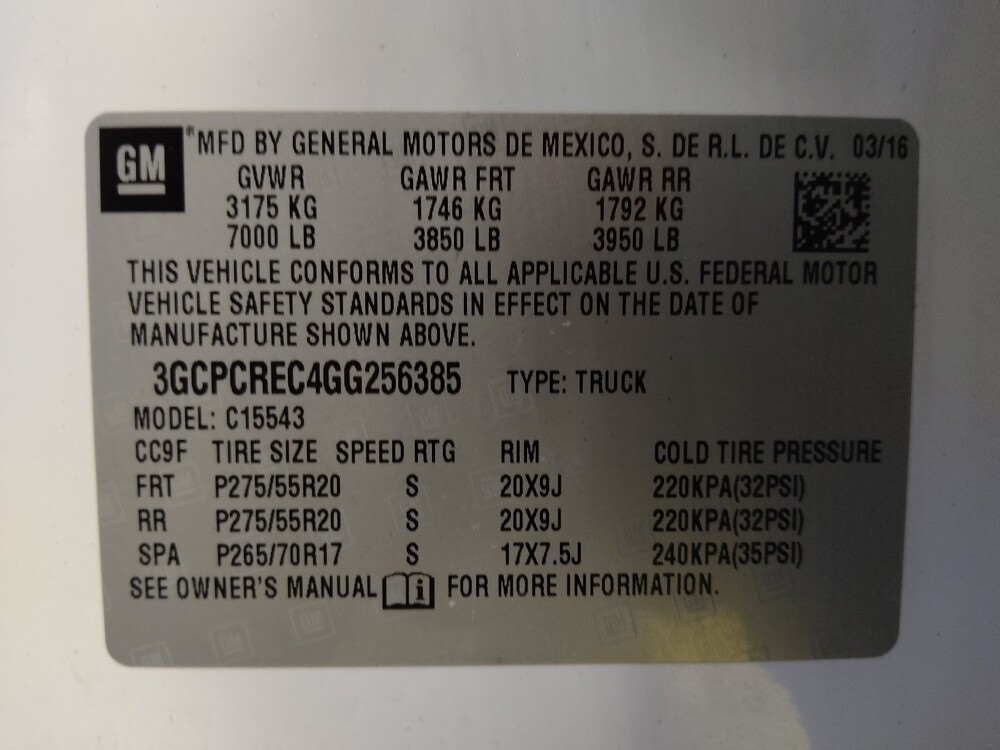 GM ® MFD BY GENERAL MOTORS DE MEXICO, S. DE R.L. DE C.V. 03/16
GVWR GAWR FRT GAWR RR
3175 KG 1746 KG 1792 KG
7000 LB 3850 LB 3950 LB
THIS VEHICLE CONFORMS TO ALL APPLICABLE U.S. FEDERAL MOTOR
VEHICLE SAFETY STANDARDS IN EFFECT ON THE DATE OF
MANUFACTURE SHOWN ABOVE.
3GCPCREC4GG256385 TYPE: TRUCK
MODEL: C15543
CC9F TIRE SIZE SPEED RTG RIM COLD TIRE PRESSURE
FRT P275/55R20 S 20X9J 220KPA(32PSI)
RR P275/55R20 S 20X9J 220KPA(32PSI)
SPA P265/70R17 S 17X7.5J 240KPA(35PSI)
SEE OWNER'S MANUAL i FOR MORE INFORMATION.